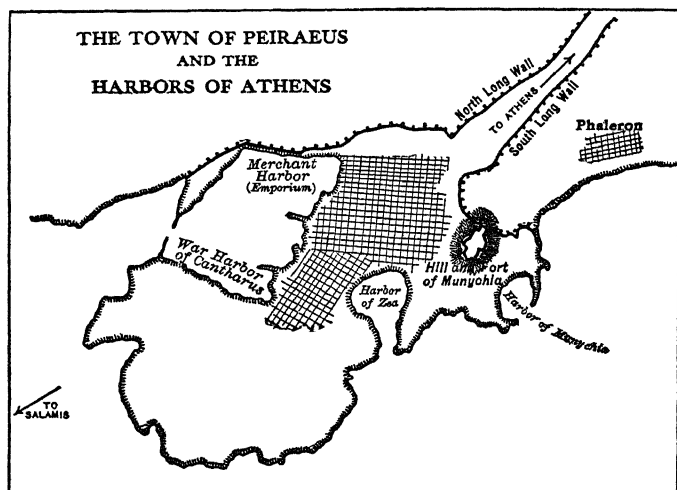 THE TOWN OF PEIRAEUS
AND THE
HARBORS OF ATHENS
North Long Wall
TO ATHENS
South Long Wall
Phaleron
Merchant
Harbor
(Emporium)
War Harbor
of Cantharus
Harbor
of Zea
Hill and Fort
of Munychia
Harbor of Munychia
TO
SALAMIS